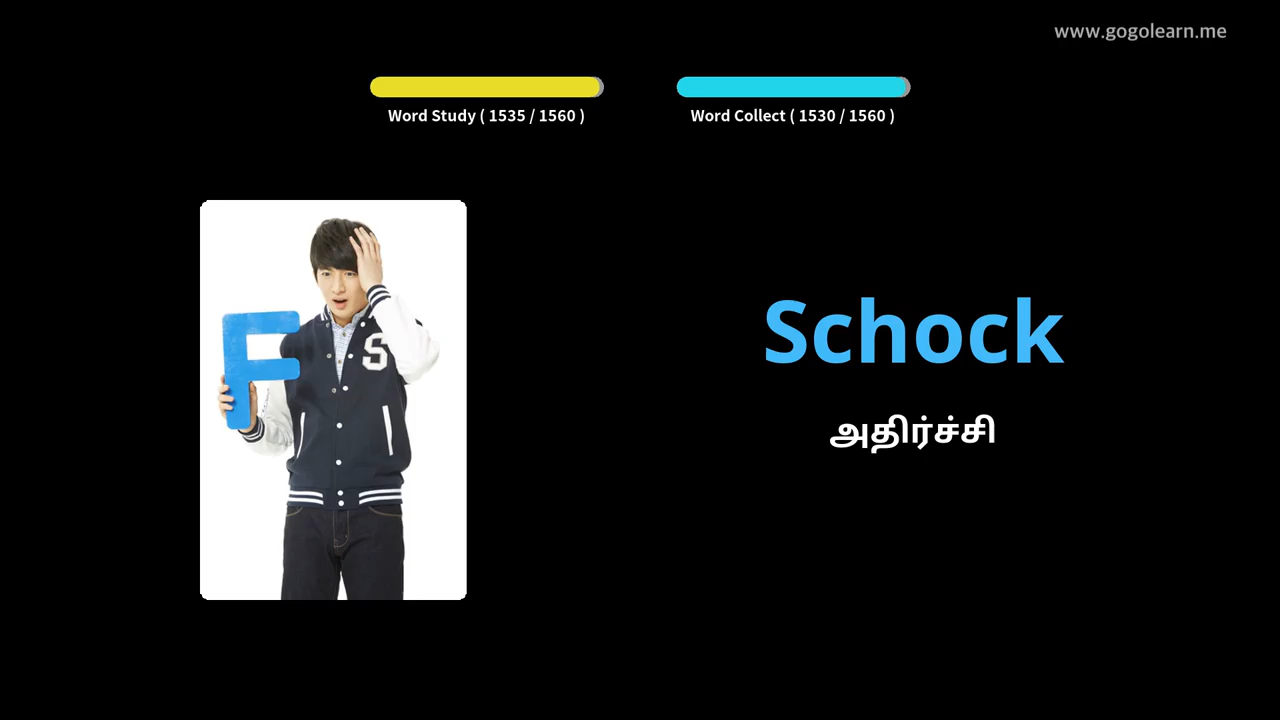 www.gogolearn.me
Word Study ( 1535 / 1560 )
Word Collect ( 1530 / 1560 )
F
S
Schock
அதிர்ச்சி